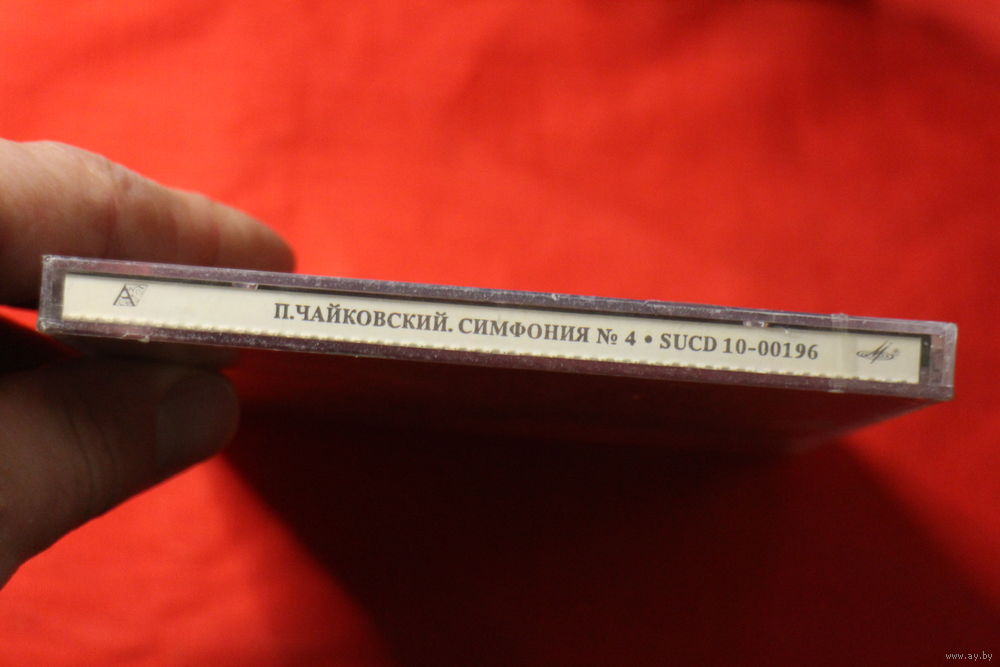 А
П.ЧАЙКОВСКИЙ. СИМФОНИЯ № 4 • SUCD 10-00196
www.ay.by